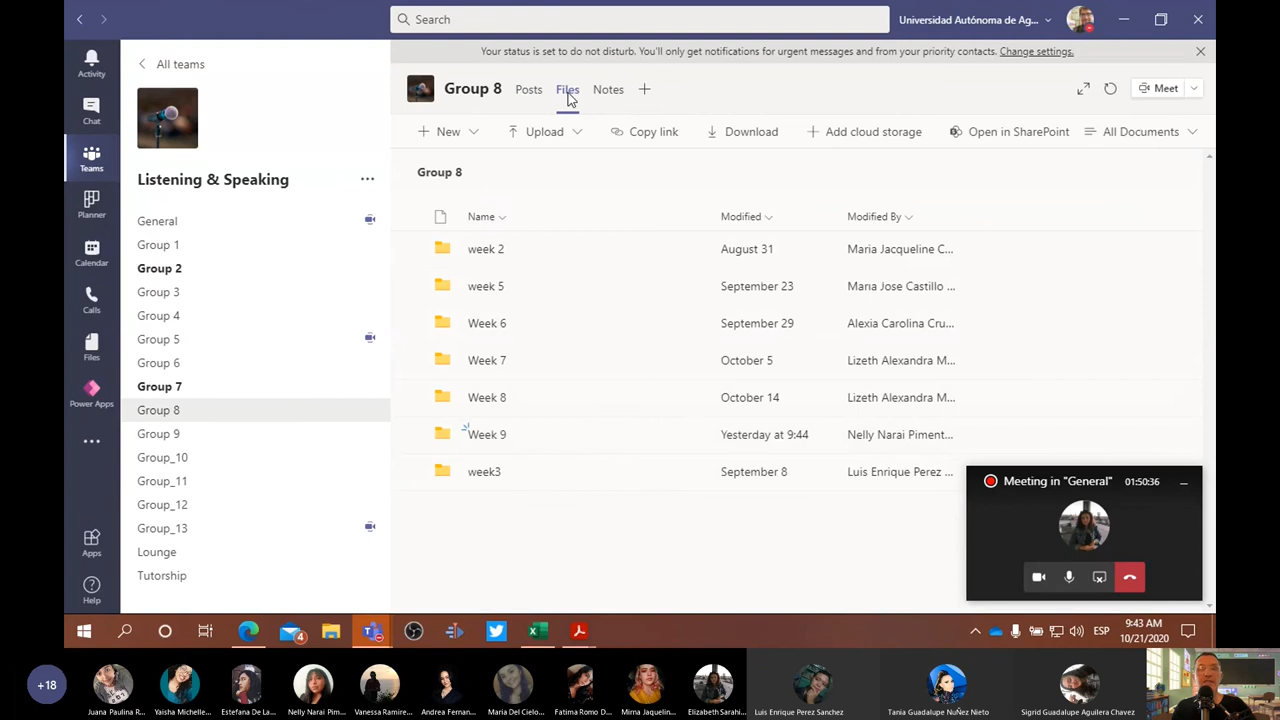 Search
Universidad Autónoma de Ag...
Your status is set to do not disturb. You'll only get notifications for urgent messages and from your priority contacts. Change settings.
Activity
Chat
Teams
Planner
Calendar
Calls
Files
Power Apps
Apps
Help
All teams
Listening & Speaking
General
Group 1
Group 2
Group 3
Group 4
Group 5
Group 6
Group 7
Group 8
Group 9
Group_10
Group_11
Group_12
Group_13
Lounge
Tutorship
Group 8 Posts Files Notes
Meet
New Upload Copy link Download Add cloud storage Open in SharePoint All Documents
Group 8
Name Modified Modified By
week 2 August 31 Maria Jacqueline C...
week 5 September 23 Maria Jose Castillo ...
Week 6 September 29 Alexia Carolina Cru...
Week 7 October 5 Lizeth Alexandra M...
Week 8 October 14 Lizeth Alexandra M...
Week 9 Yesterday at 9:44 Nelly Narai Piment...
week3 September 8 Luis Enrique Perez ...
Meeting in "General" 01:50:36
4
ESP
9:43 AM
10/21/2020
+18
Juana Paulina R...
Yaisha Michelle...
Estefana De La...
Nelly Narai Pim...
Vanessa Ramire...
Andrea Fernan...
Maria Del Cielo...
Fatima Romo D...
Mirna Jaquelin...
Elizabeth Sarahi...
Luis Enrique Perez Sanchez
Tania Guadalupe Nuñez Nieto
Sigrid Guadalupe Aguilera Chavez